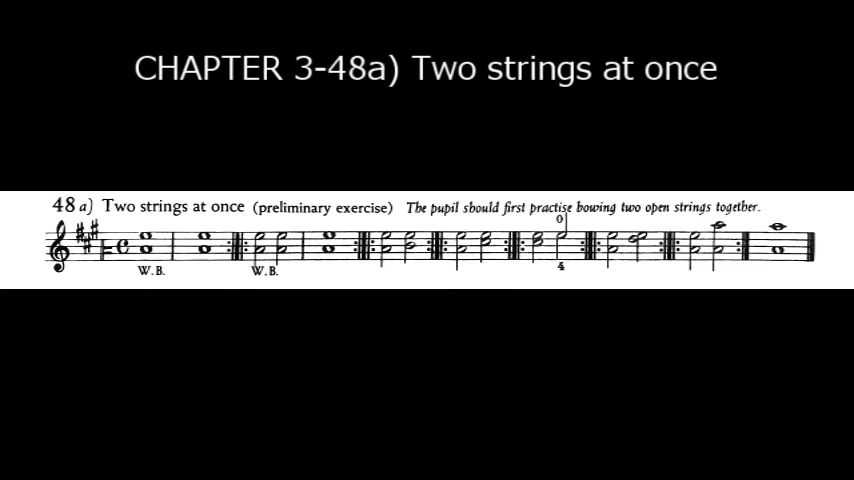 CHAPTER 3-48a) Two strings at once
48 a) Two strings at once (preliminary exercise) The pupil should first practise bowing two open strings together.
0
W.B. W.B. 4